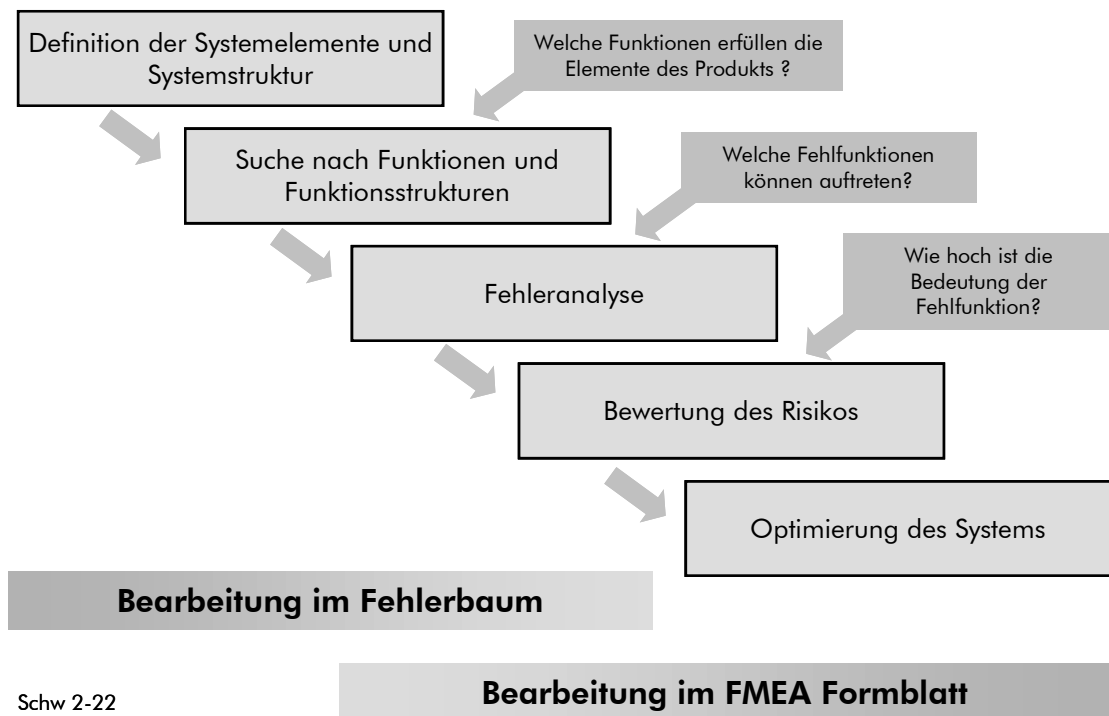 Definition der Systemelemente und
Systemstruktur
Welche Funktionen erfüllen die
Elemente des Produkts ?
Suche nach Funktionen und
Funktionsstrukturen
Welche Fehlfunktionen
können auftreten?
Fehleranalyse
Wie hoch ist die
Bedeutung der
Fehlfunktion?
Bewertung des Risikos
Optimierung des Systems
Bearbeitung im Fehlerbaum
Bearbeitung im FMEA Formblatt
Schw 2-22